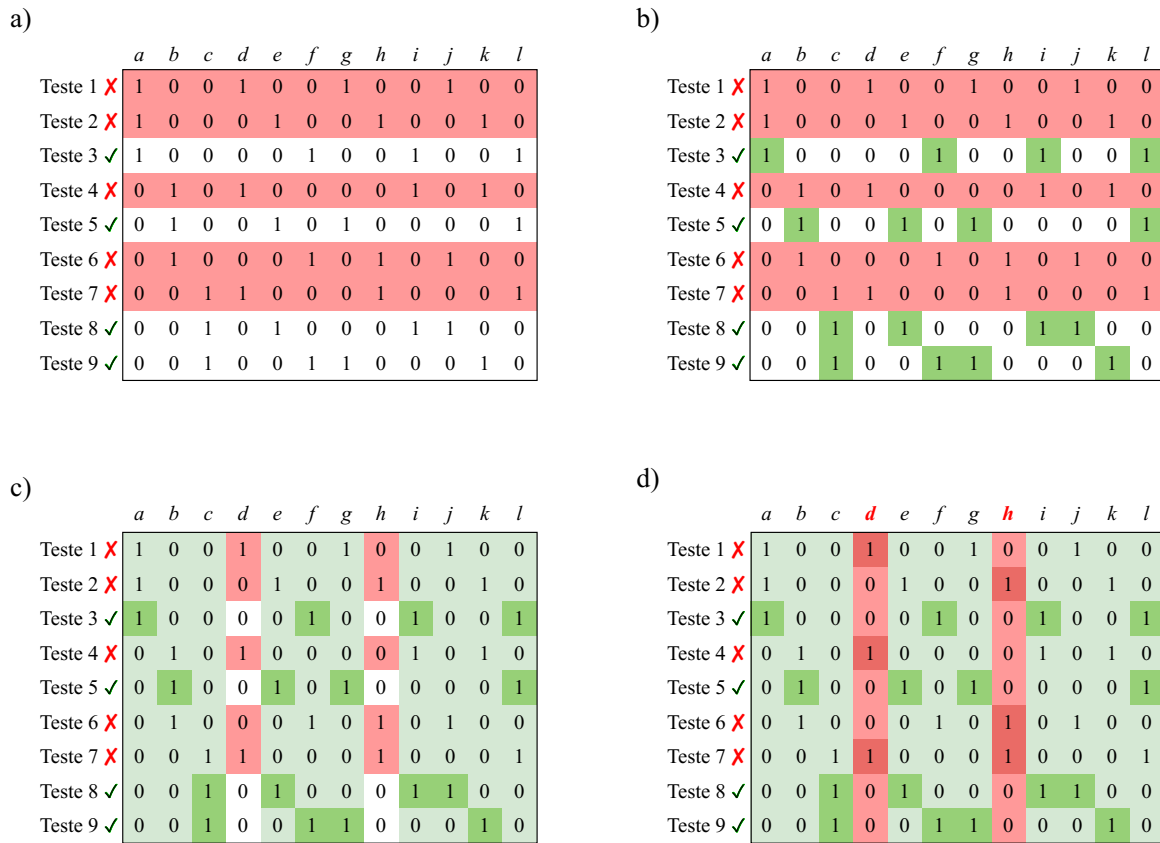 a)
a b c d e f g h i j k l
Teste 1 ✗ 1 0 0 1 0 0 1 0 0 1 0 0
Teste 2 ✗ 1 0 0 0 1 0 0 1 0 0 1 0
Teste 3 ✓ 1 0 0 0 0 1 0 0 1 0 0 1
Teste 4 ✗ 0 1 0 1 0 0 0 0 1 0 1 0
Teste 5 ✓ 0 1 0 0 1 0 1 0 0 0 0 1
Teste 6 ✗ 0 1 0 0 0 1 0 1 0 1 0 0
Teste 7 ✗ 0 0 1 1 0 0 0 1 0 0 0 1
Teste 8 ✓ 0 0 1 0 1 0 0 0 1 1 0 0
Teste 9 ✓ 0 0 1 0 0 1 1 0 0 0 1 0
b)
a b c d e f g h i j k l
Teste 1 ✗ 1 0 0 1 0 0 1 0 0 1 0 0
Teste 2 ✗ 1 0 0 0 1 0 0 1 0 0 1 0
Teste 3 ✓ 1 0 0 0 0 1 0 0 1 0 0 1
Teste 4 ✗ 0 1 0 1 0 0 0 0 1 0 1 0
Teste 5 ✓ 0 1 0 0 1 0 1 0 0 0 0 1
Teste 6 ✗ 0 1 0 0 0 1 0 1 0 1 0 0
Teste 7 ✗ 0 0 1 1 0 0 0 1 0 0 0 1
Teste 8 ✓ 0 0 1 0 1 0 0 0 1 1 0 0
Teste 9 ✓ 0 0 1 0 0 1 1 0 0 0 1 0
c)
a b c d e f g h i j k l
Teste 1 ✗ 1 0 0 1 0 0 1 0 0 1 0 0
Teste 2 ✗ 1 0 0 0 1 0 0 1 0 0 1 0
Teste 3 ✓ 1 0 0 0 0 1 0 0 1 0 0 1
Teste 4 ✗ 0 1 0 1 0 0 0 0 1 0 1 0
Teste 5 ✓ 0 1 0 0 1 0 1 0 0 0 0 1
Teste 6 ✗ 0 1 0 0 0 1 0 1 0 1 0 0
Teste 7 ✗ 0 0 1 1 0 0 0 1 0 0 0 1
Teste 8 ✓ 0 0 1 0 1 0 0 0 1 1 0 0
Teste 9 ✓ 0 0 1 0 0 1 1 0 0 0 1 0
d)
a b c d e f g h i j k l
Teste 1 ✗ 1 0 0 1 0 0 1 0 0 1 0 0
Teste 2 ✗ 1 0 0 0 1 0 0 1 0 0 1 0
Teste 3 ✓ 1 0 0 0 0 1 0 0 1 0 0 1
Teste 4 ✗ 0 1 0 1 0 0 0 0 1 0 1 0
Teste 5 ✓ 0 1 0 0 1 0 1 0 0 0 0 1
Teste 6 ✗ 0 1 0 0 0 1 0 1 0 1 0 0
Teste 7 ✗ 0 0 1 1 0 0 0 1 0 0 0 1
Teste 8 ✓ 0 0 1 0 1 0 0 0 1 1 0 0
Teste 9 ✓ 0 0 1 0 0 1 1 0 0 0 1 0